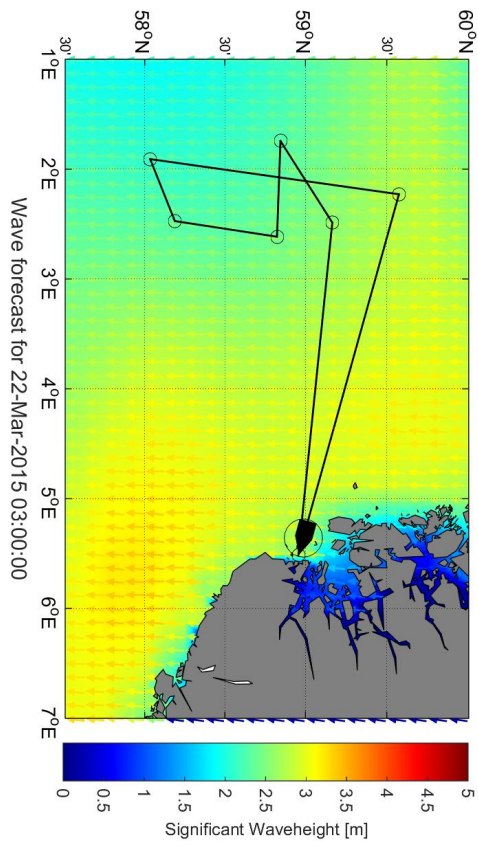 60°N
30'
59°N
30'
58°N
30'
1°E
2°E
3°E
4°E
5°E
6°E
7°E
Wave forecast for 22-Mar-2015 03:00:00
0
0.5
1
1.5
2
2.5
3
3.5
4
4.5
5
Significant Waveheight [m]